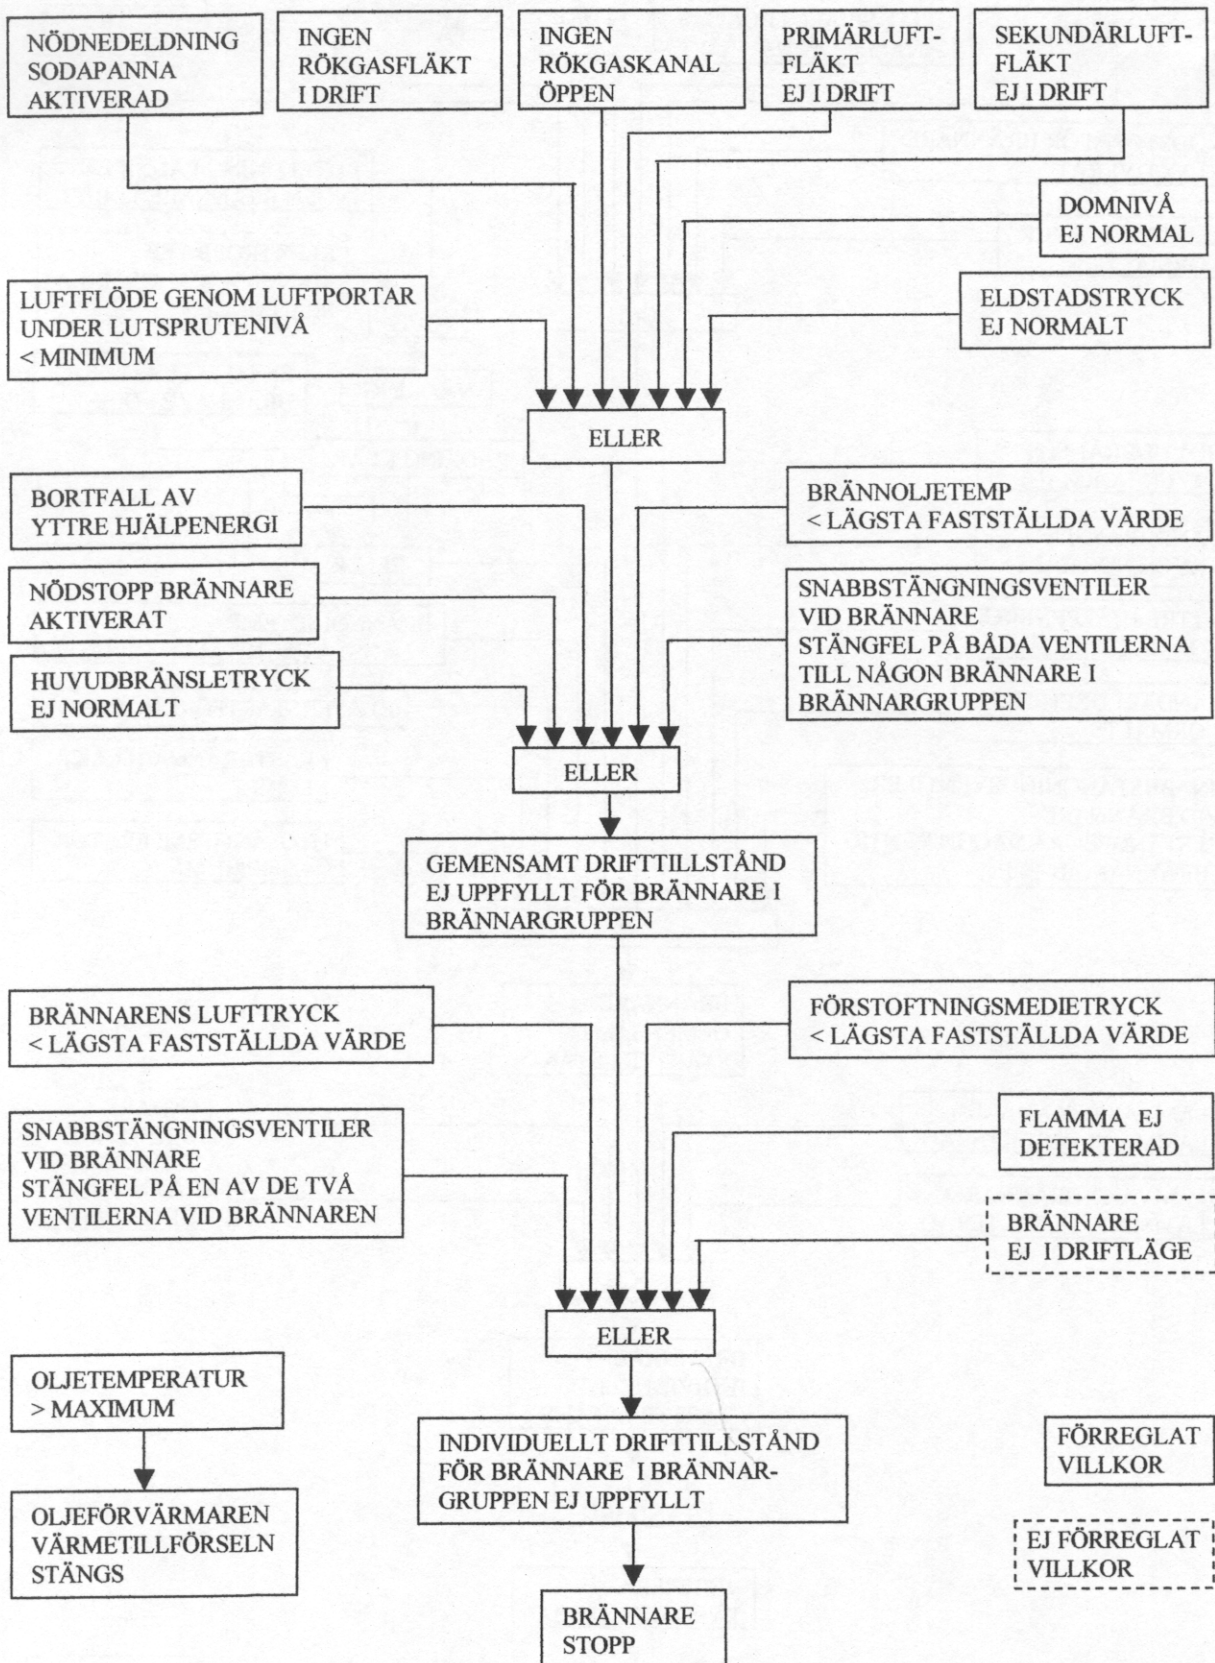 NÖDNEDELDNING
SODAPANNA
AKTIVERAD
INGEN
RÖKGASFLÄKT
I DRIFT
INGEN
RÖKGASKANAL
ÖPPEN
PRIMÄRLUFT-
FLÄKT
EJ I DRIFT
SEKUNDÄRLUFT-
FLÄKT
EJ I DRIFT
DOMNIVÅ
EJ NORMAL
LUFTFLÖDE GENOM LUFTPORTAR
UNDER LUTSPRUTENIVÅ
< MINIMUM
ELDSTADSTRYCK
EJ NORMALT
ELLER
BORTFALL AV
YTTRE HJÄLPENERGI
BRÄNNOLJETEMP
< LÄGSTA FASTSTÄLLDA VÄRDE
NÖDSTOPP BRÄNNARE
AKTIVERAT
SNABBSTÄNGNINGSVENTILER
VID BRÄNNARE
STÄNGFEL PÅ BÅDA VENTILERNA
TILL NÅGON BRÄNNARE I
BRÄNNARGRUPPEN
HUVUDBRÄNSLETRYCK
EJ NORMALT
ELLER
GEMENSAMT DRIFTTILLSTÅND
EJ UPPFYLLT FÖR BRÄNNARE I
BRÄNNARGRUPPEN
BRÄNNARENS LUFTTRYCK
< LÄGSTA FASTSTÄLLDA VÄRDE
FÖRSTOFTNINGSMEDIETRYCK
< LÄGSTA FASTSTÄLLDA VÄRDE
SNABBSTÄNGNINGSVENTILER
VID BRÄNNARE
STÄNGFEL PÅ EN AV DE TVÅ
VENTILERNA VID BRÄNNAREN
FLAMMA EJ
DETEKTERAD
BRÄNNARE
EJ I DRIFTLÄGE
ELLER
OLJETEMPERATUR
> MAXIMUM
INDIVIDUELLT DRIFTTILLSTÅND
FÖR BRÄNNARE I BRÄNNAR-
GRUPPEN EJ UPPFYLLT
FÖRREGLAT
VILLKOR
OLJEFÖRVÄRMAREN
VÄRMETILLFÖRSELN
STÄNGS
EJ FÖRREGLAT
VILLKOR
BRÄNNARE
STOPP